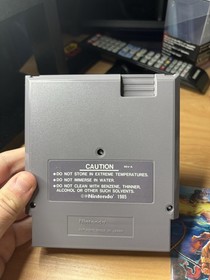 CAUTION
● DO NOT STORE IN EXTREME TEMPERATURES.
● DO NOT IMMERSE IN WATER.
● DO NOT CLEAN WITH BENZENE, THINNER,
ALCOHOL OR OTHER SUCH SOLVENTS.
Nintendo 1985